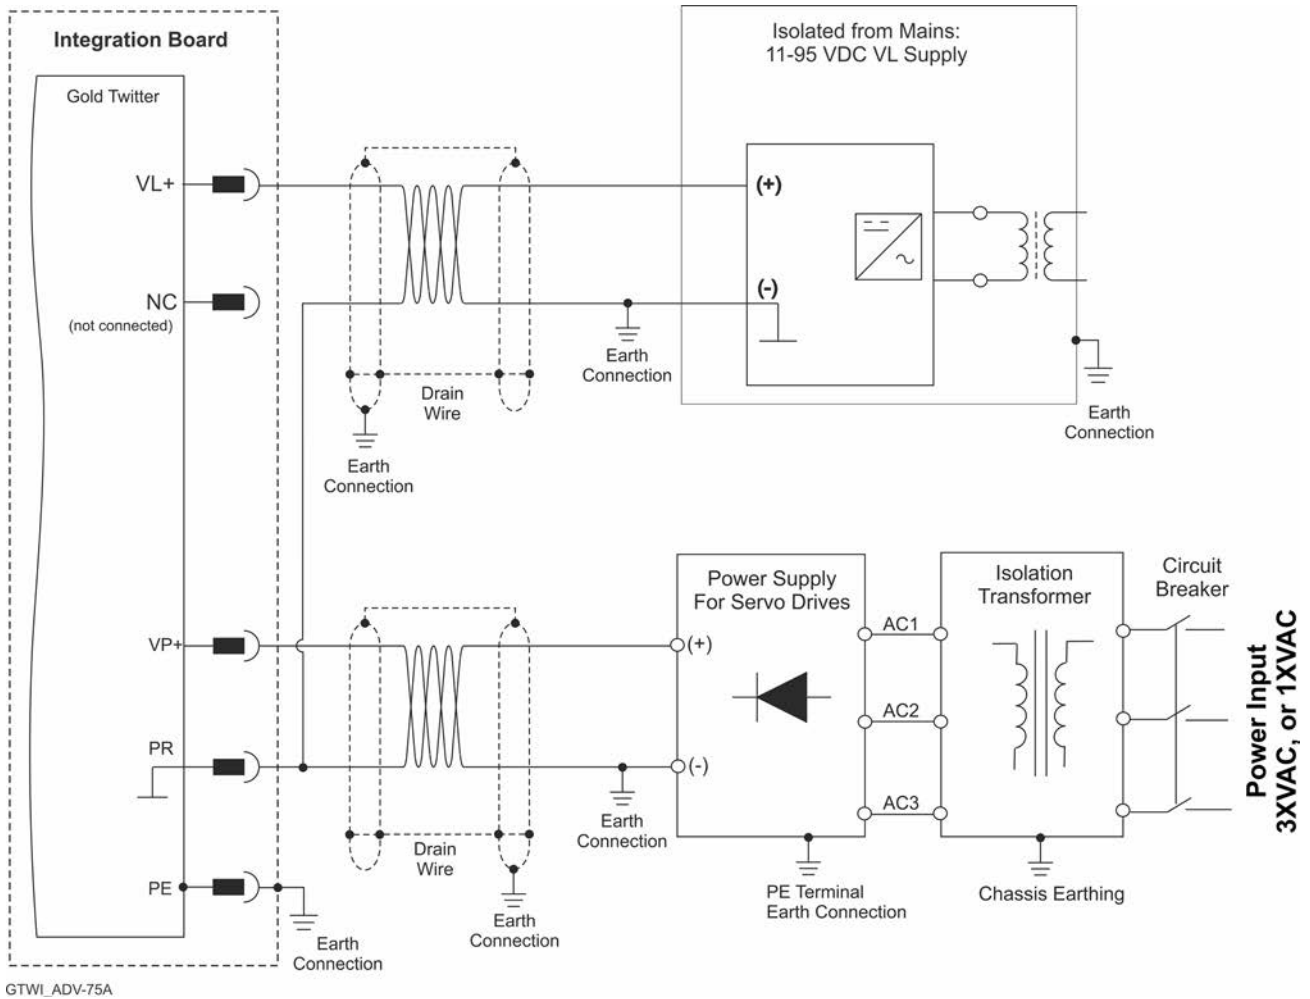 Integration Board
Gold Twitter
VL+
NC
(not connected)
Drain
Wire
Earth
Connection
Earth
Connection
Isolated from Mains:
11-95 VDC VL Supply
(+)
(-)
Earth
Connection
VP+
PR
PE
Earth
Connection
Drain
Wire
Earth
Connection
Earth
Connection
Power Supply
For Servo Drives
(+)
(-)
PE Terminal
Earth Connection
AC1
AC2
AC3
Isolation
Transformer
Chassis Earthing
Circuit
Breaker
Power Input
3XVAC, or 1XVAC
GTWI_ADV-75A